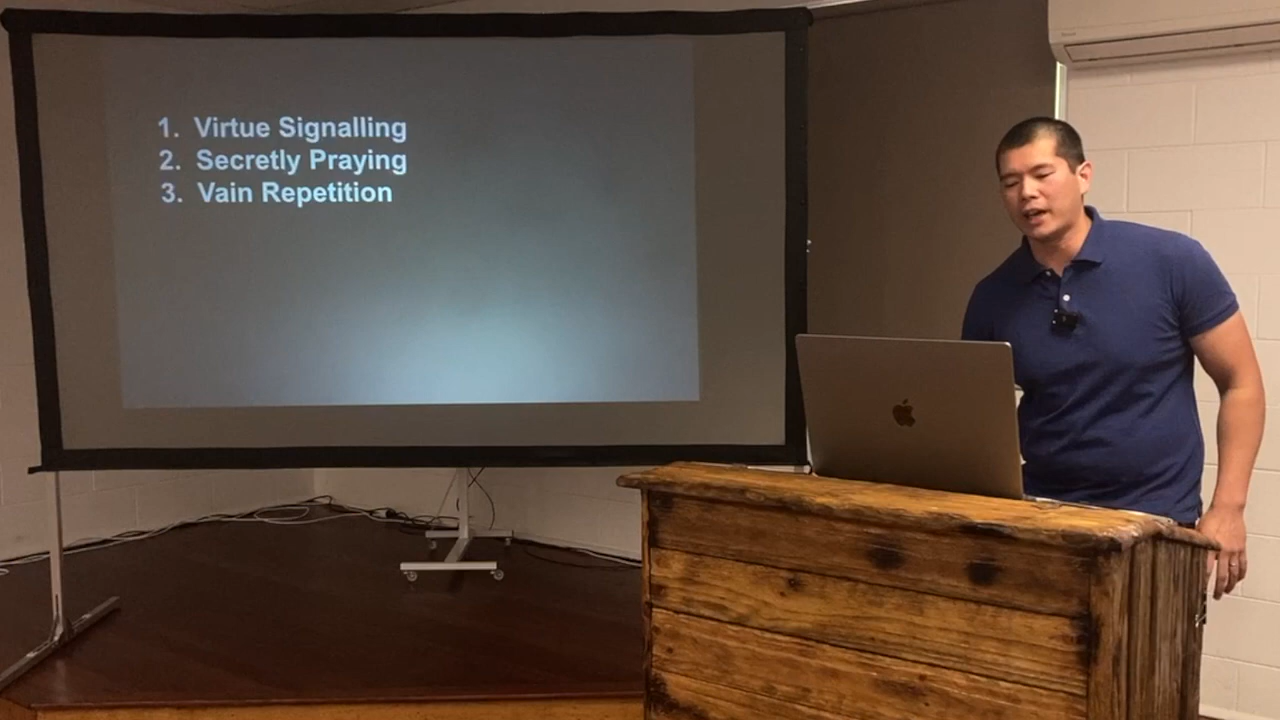 1. Virtue Signalling
2. Secretly Praying
3. Vain Repetition